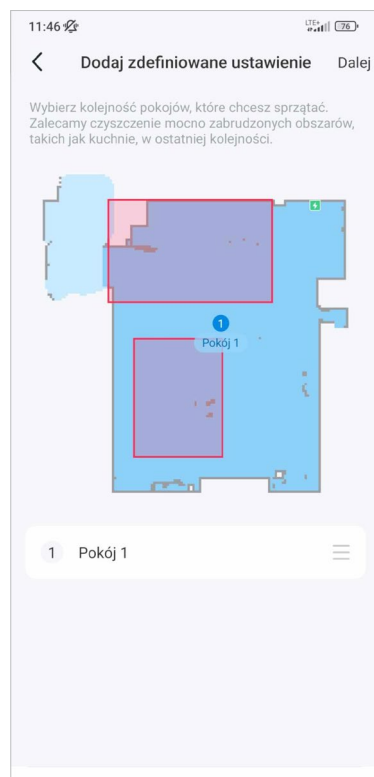 11:46
LTE+
76
Dodaj zdefiniowane ustawienie
Dalej
Wybierz kolejność pokojów, które chcesz sprzątać.
Zalecamy czyszczenie mocno zabrudzonych obszarów,
takich jak kuchnie, w ostatniej kolejności.
1
Pokój 1
1 Pokój 1